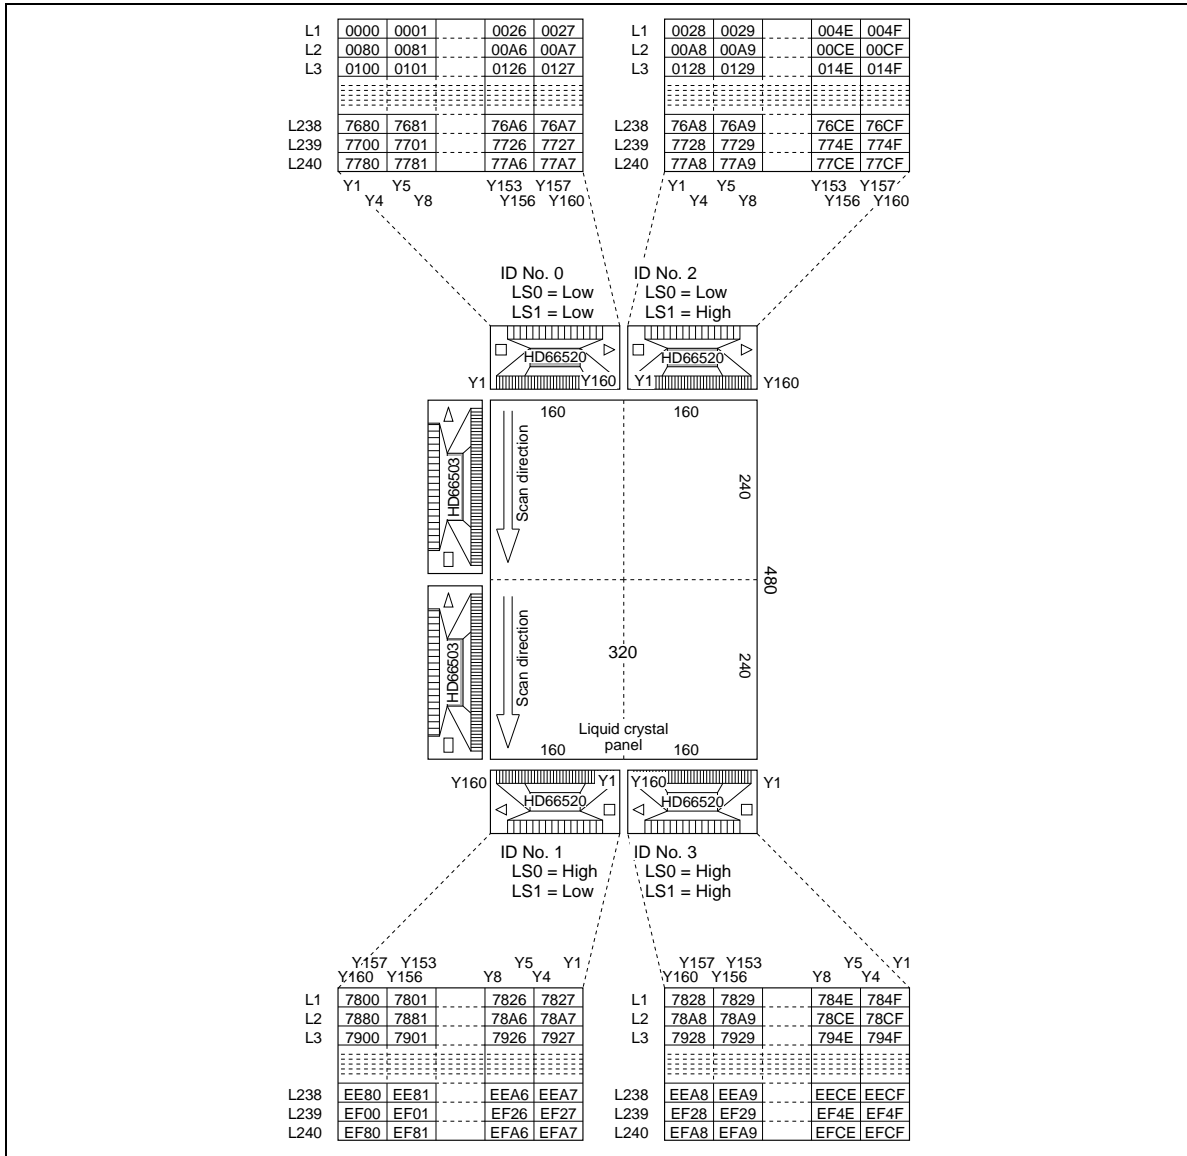 L1 0000 0001 0026 0027
L2 0080 0081 00A6 00A7
L3 0100 0101 0126 0127
L238 7680 7681 76A6 76A7
L239 7700 7701 7726 7727
L240 7780 7781 77A6 77A7
Y1 Y5 Y153 Y157
Y4 Y8 Y156 Y160
L1 0028 0029 004E 004F
L2 00A8 00A9 00CE 00CF
L3 0128 0129 014E 014F
L238 76A8 76A9 76CE 76CF
L239 7728 7729 774E 774F
L240 77A8 77A9 77CE 77CF
Y1 Y5 Y153 Y157
Y4 Y8 Y156 Y160
ID No. 0
LS0 = Low
LS1 = Low
ID No. 2
LS0 = Low
LS1 = High
HD66520
Y1 Y160
HD66520
Y1 Y160
160 160
HD66503
Scan direction
240
480
HD66503
Scan direction
320
240
Liquid crystal
panel
160 160
Y160 Y1
HD66520
Y160 Y1
HD66520
ID No. 1
LS0 = High
LS1 = Low
ID No. 3
LS0 = High
LS1 = High
Y157 Y153 Y5 Y1
Y160 Y156 Y8 Y4
L1 7800 7801 7826 7827
L2 7880 7881 78A6 78A7
L3 7900 7901 7926 7927
L238 EE80 EE81 EEA6 EEA7
L239 EF00 EF01 EF26 EF27
L240 EF80 EF81 EFA6 EFA7
Y157 Y153 Y5 Y1
Y160 Y156 Y8 Y4
L1 7828 7829 784E 784F
L2 78A8 78A9 78CE 78CF
L3 7928 7929 794E 794F
L238 EEA8 EEA9 EECE EECF
L239 EF28 EF29 EF4E EF4F
L240 EFA8 EFA9 EFCE EFCF